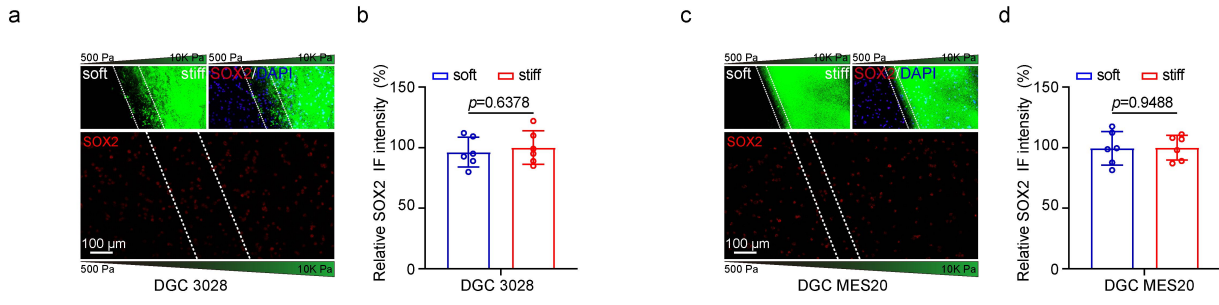 a
500 Pa
10K Pa
soft
stiff
SOX2/DAPI
500 Pa
10K Pa
SOX2
100 µm
500 Pa
10K Pa
DGC 3028
b
Relative SOX2 IF intensity (%)
soft
stiff
p=0.6378
150
100
50
0
DGC 3028
c
500 Pa
10K Pa
soft
stiff
SOX2/DAPI
500 Pa
10K Pa
SOX2
100 µm
500 Pa
10K Pa
DGC MES20
d
Relative SOX2 IF intensity (%)
soft
stiff
p=0.9488
150
100
50
0
DGC MES20